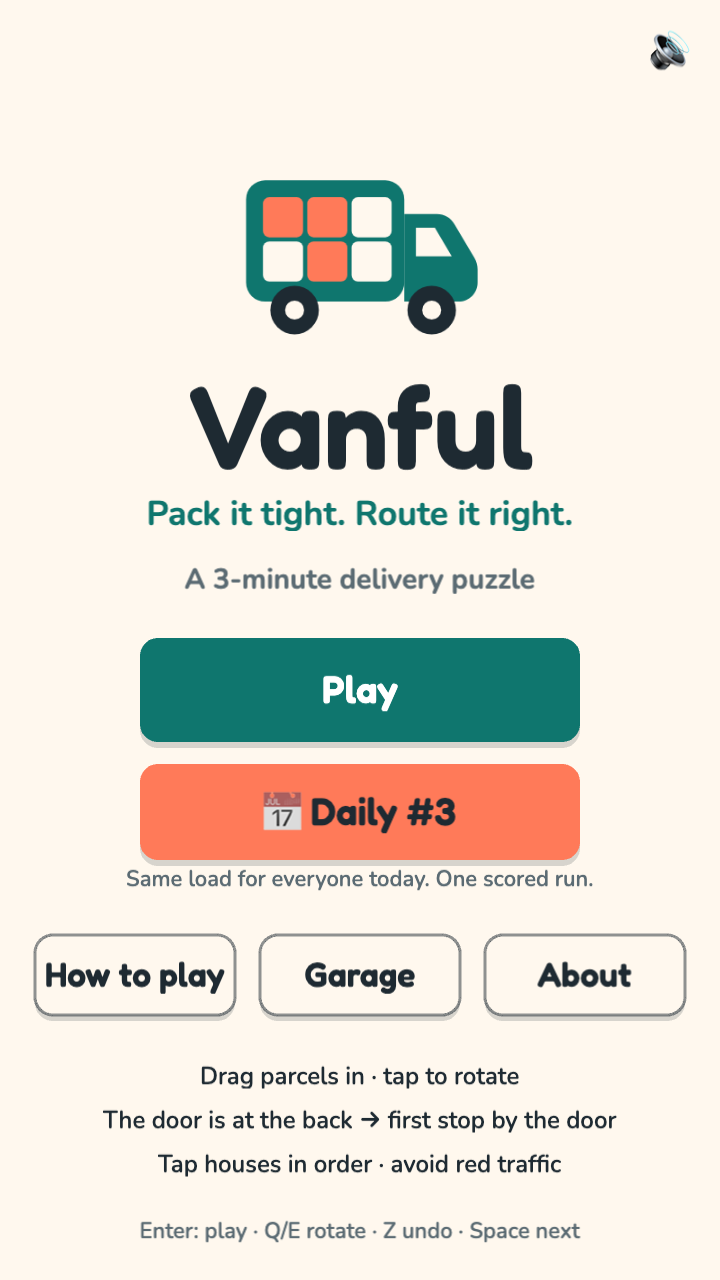 Vanful
Pack it tight. Route it right.
A 3-minute delivery puzzle
Play
JUL 17 Daily #3
Same load for everyone today. One scored run.
How to play
Garage
About
Drag parcels in · tap to rotate
The door is at the back → first stop by the door
Tap houses in order · avoid red traffic
Enter: play · Q/E rotate · Z undo · Space next